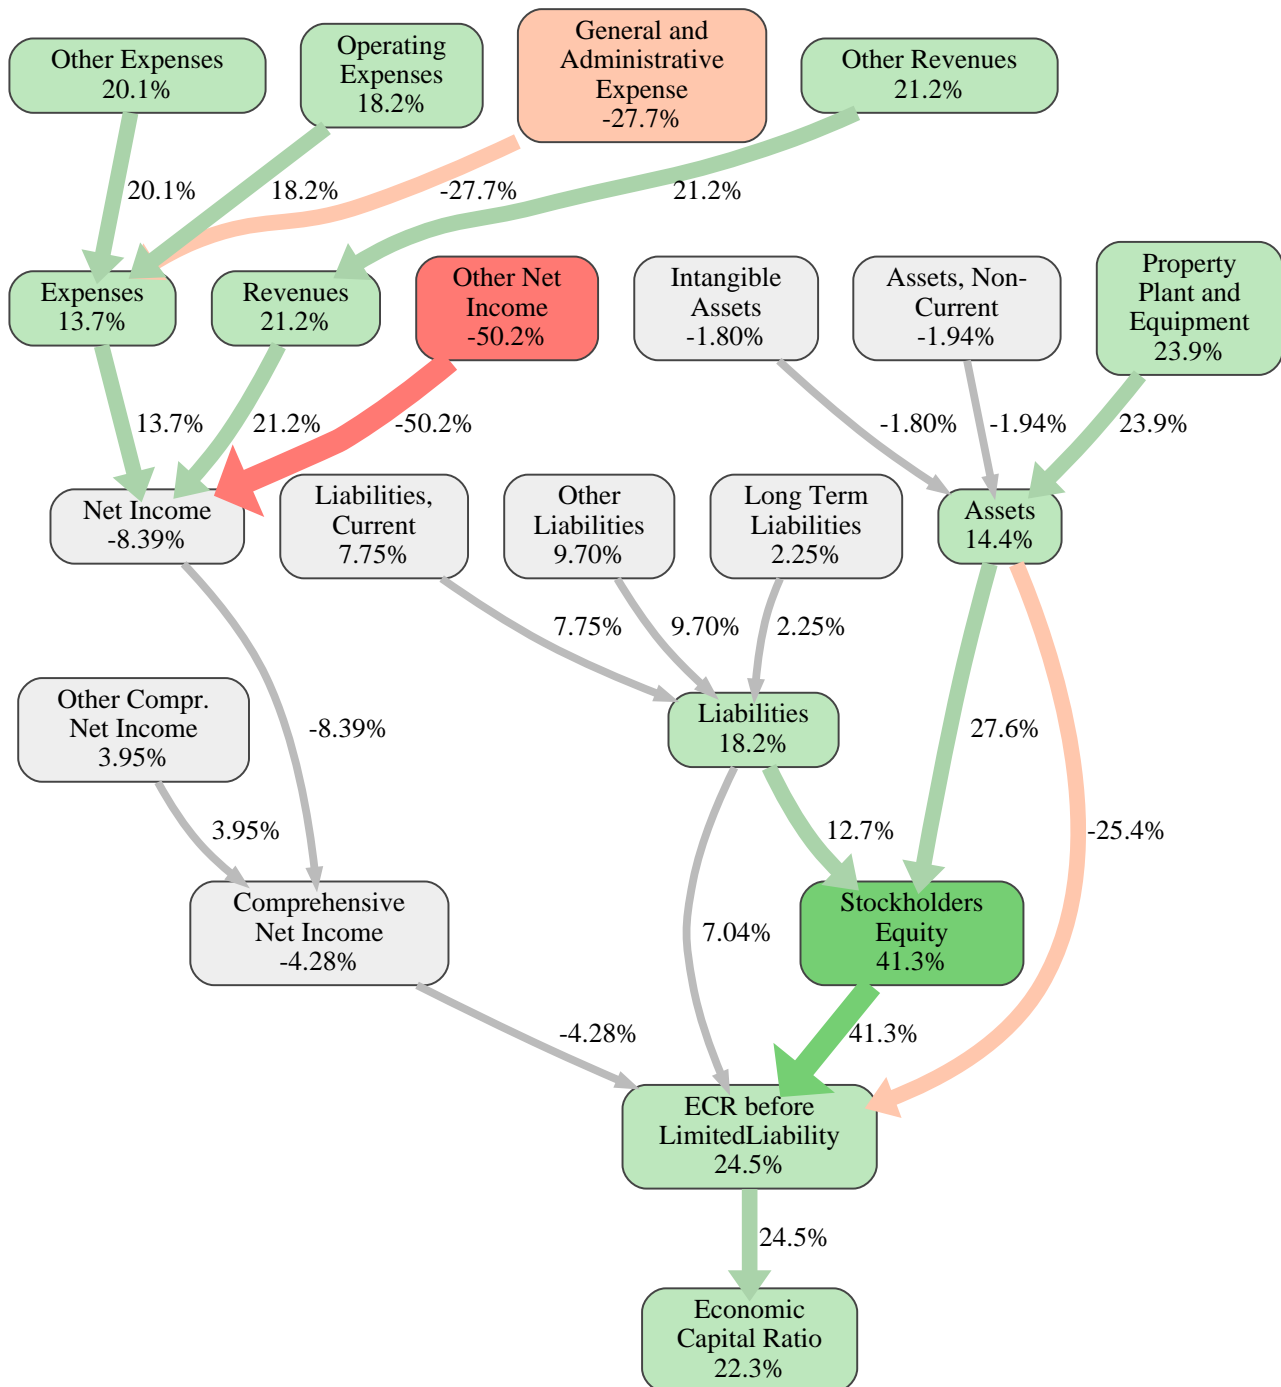 Other Expenses
20.1%
Operating
Expenses
18.2%
General and
Administrative
Expense
-27.7%
Other Revenues
21.2%
20.1%
18.2%
-27.7%
21.2%
Expenses
13.7%
Revenues
21.2%
Other Net
Income
-50.2%
Intangible
Assets
-1.80%
Assets, Non-
Current
-1.94%
Property
Plant and
Equipment
23.9%
13.7%
21.2%
-50.2%
-1.80%
-1.94%
23.9%
Net Income
-8.39%
Liabilities,
Current
7.75%
Other
Liabilities
9.70%
Long Term
Liabilities
2.25%
Assets
14.4%
7.75%
9.70%
2.25%
Other Compr.
Net Income
3.95%
-8.39%
Liabilities
18.2%
27.6%
-25.4%
3.95%
12.7%
Comprehensive
Net Income
-4.28%
7.04%
Stockholders
Equity
41.3%
-4.28%
41.3%
ECR before
LimitedLiability
24.5%
24.5%
Economic
Capital Ratio
22.3%